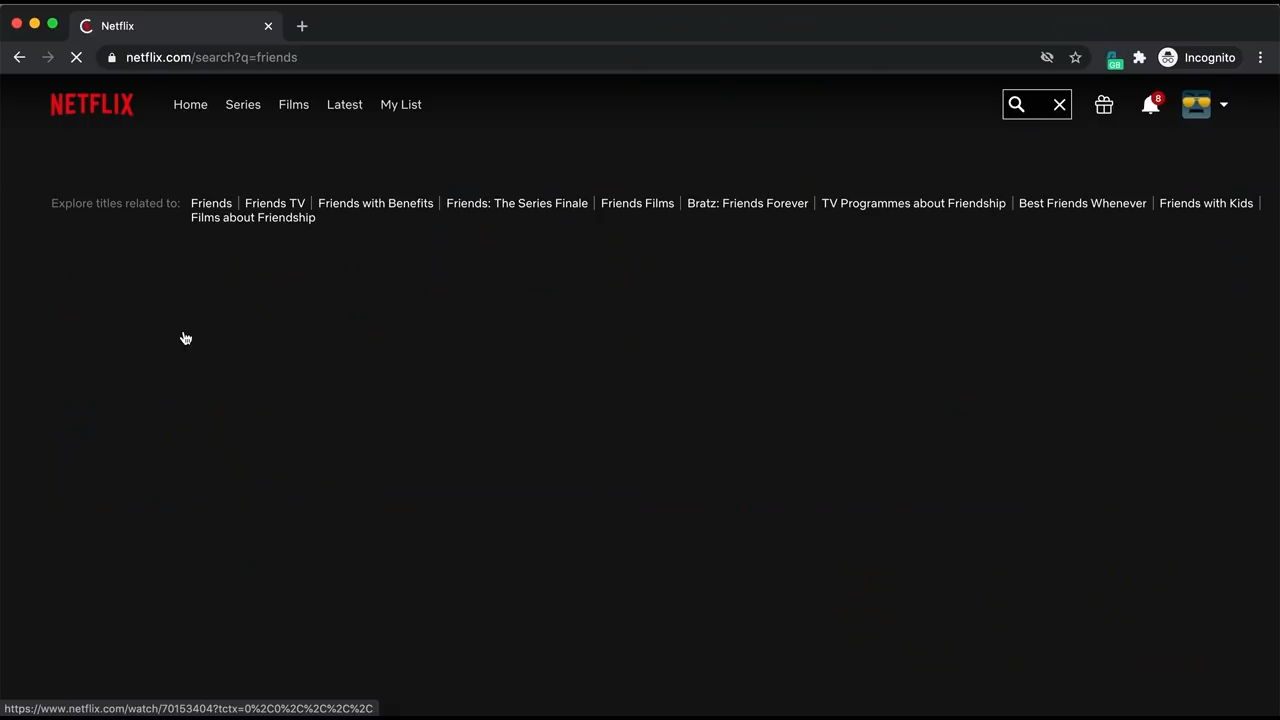 Netflix
netflix.com/search?q=friends
GB
Incognito
NETFLIX
Home
Series
Films
Latest
My List
8
Explore titles related to: Friends | Friends TV | Friends with Benefits | Friends: The Series Finale | Friends Films | Bratz: Friends Forever | TV Programmes about Friendship | Best Friends Whenever | Friends with Kids |
Films about Friendship
https://www.netflix.com/watch/70153404?tctx=0%2C0%2C%2C%2C%2C